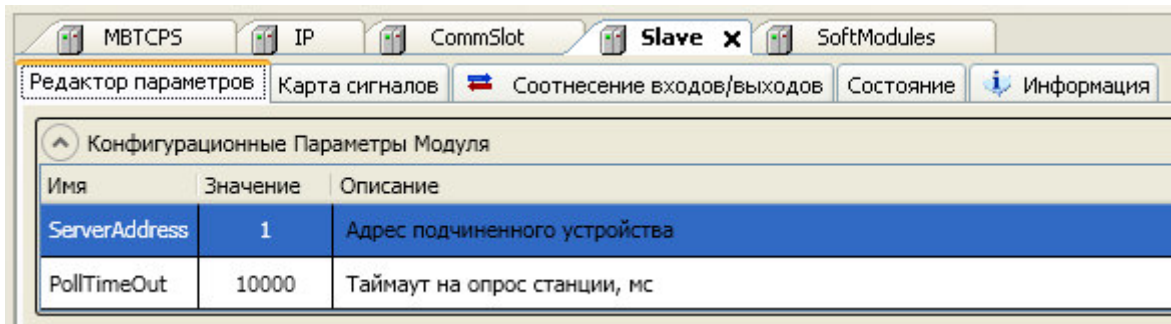 MBTCPS IP CommSlot Slave x SoftModules
Редактор параметров Карта сигналов Соотнесение входов/выходов Состояние Информация
Конфигурационные Параметры Модуля
Имя Значение Описание
ServerAddress 1 Адрес подчиненного устройства
PollTimeOut 10000 Таймаут на опрос станции, мс